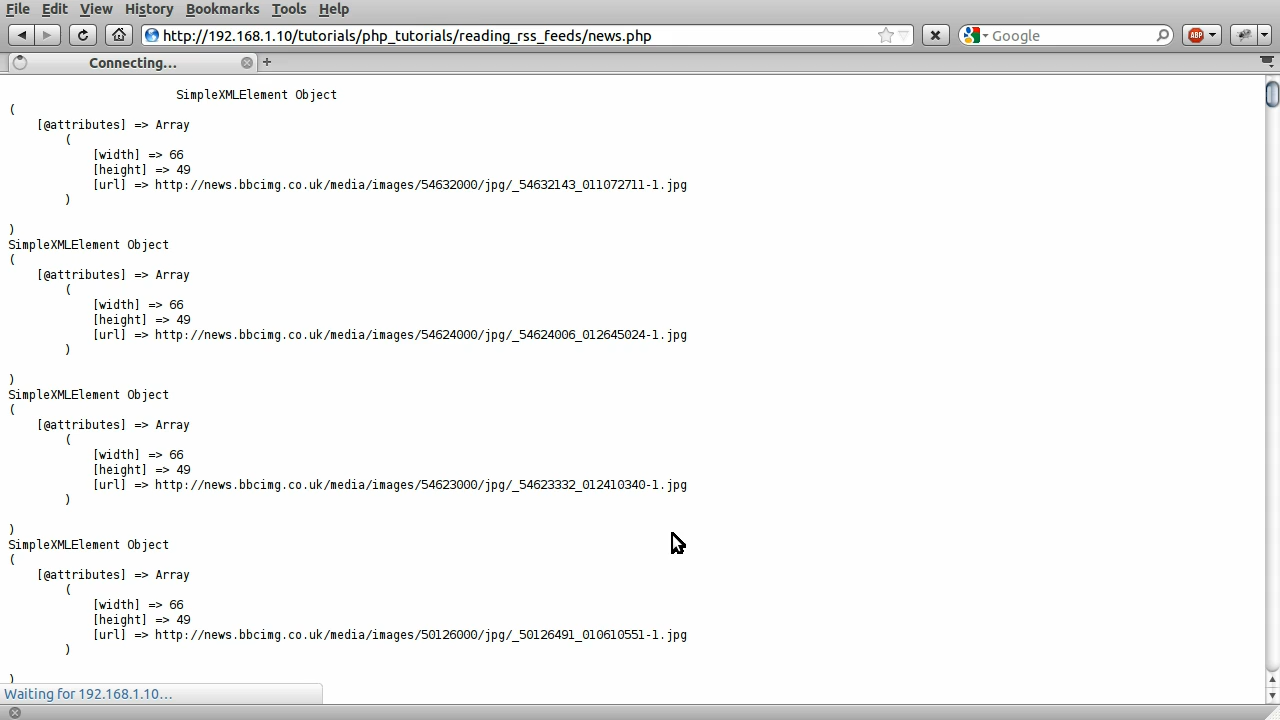 File Edit View History Bookmarks Tools Help
http://192.168.1.10/tutorials/php_tutorials/reading_rss_feeds/news.php
Google
ABP
Connecting...
SimpleXMLElement Object
(
[@attributes] => Array
(
[width] => 66
[height] => 49
[url] => http://news.bbcimg.co.uk/media/images/54632000/jpg/_54632143_011072711-1.jpg
)
)
SimpleXMLElement Object
(
[@attributes] => Array
(
[width] => 66
[height] => 49
[url] => http://news.bbcimg.co.uk/media/images/54624000/jpg/_54624006_012645024-1.jpg
)
)
SimpleXMLElement Object
(
[@attributes] => Array
(
[width] => 66
[height] => 49
[url] => http://news.bbcimg.co.uk/media/images/54623000/jpg/_54623332_012410340-1.jpg
)
)
SimpleXMLElement Object
(
[@attributes] => Array
(
[width] => 66
[height] => 49
[url] => http://news.bbcimg.co.uk/media/images/50126000/jpg/_50126491_010610551-1.jpg
)
)
Waiting for 192.168.1.10...